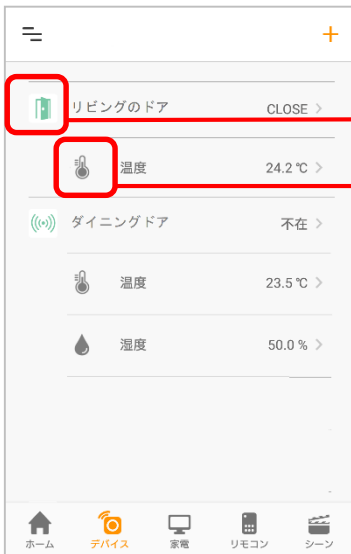 リビングのドア CLOSE
温度 24.2 ℃
ダイニングドア 不在
温度 23.5 ℃
湿度 50.0 %
ホーム デバイス 家電 リモコン シーン